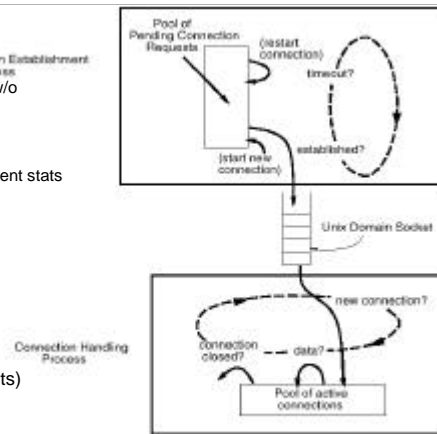 Pool of
Pending Connection
Requests
(restart
connection)
timeout?
n Establishment
ess
w/o
established?
(start new
connection)
ent stats
Unix Domain Socket
new connection?
Connection Handling
Process
connection
closed?
data?
ts)
Pool of active
connections